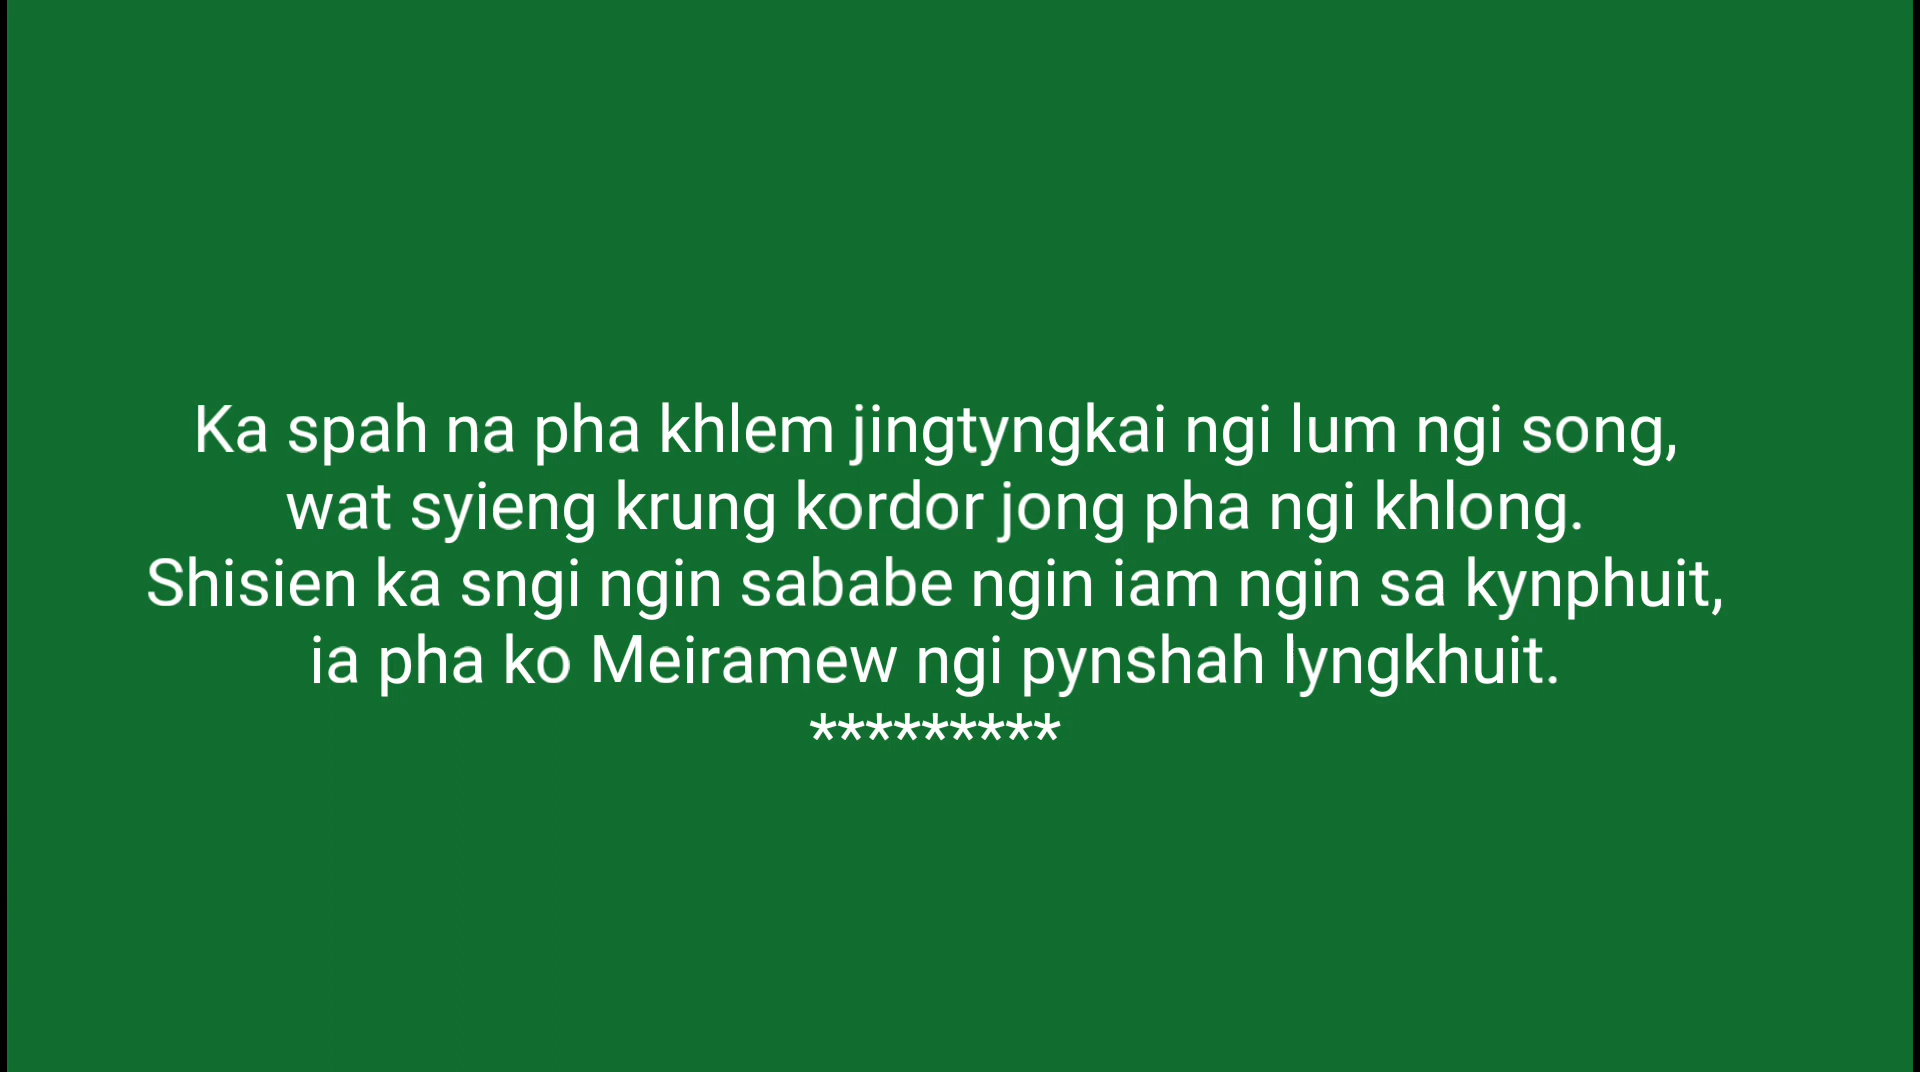 Ka spah na pha khlem jingtyngkai ngi lum ngi song,
wat syieng krung kordor jong pha ngi khlong.
Shisien ka sngi ngin sababe ngin iam ngin sa kynphuit,
ia pha ko Meiramew ngi pynshah lyngkhuit.
*********